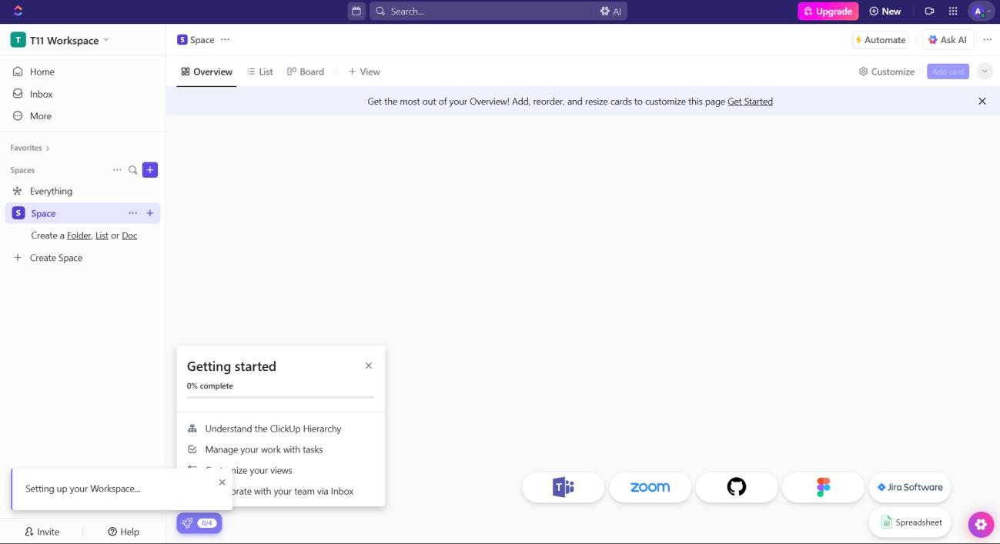 Search...
AI
Upgrade
New
A
T T11 Workspace
S Space
Automate
Ask AI
Home
Inbox
More
Overview
List
Board
+ View
Customize
Add card
Get the most out of your Overview! Add, reorder, and resize cards to customize this page Get Started
Favorites
Spaces
Everything
S Space
Create a Folder, List or Doc
+ Create Space
Getting started
0% complete
Understand the ClickUp Hierarchy
Manage your work with tasks
your views
with your team via Inbox
Setting up your Workspace...
0/4
Invite
Help
T
zoom
Jira Software
Spreadsheet